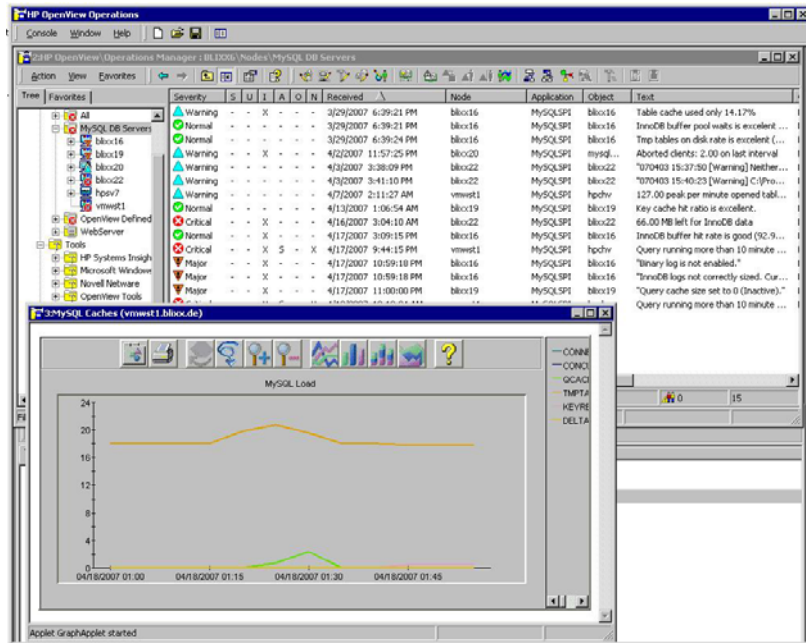 HP OpenView Operations
Console Window Help
2:HP OpenView\Operations Manager : BLIXX6\Nodes\MySQL DB Servers
Action View Favorites
Tree Favorites
All
MySQL DB Servers
blixx16
blixx19
blixx20
blixx22
hpsv7
vmwst1
OpenView Defined
WebServer
Tools
HP Systems Insigh
Microsoft Windows
Novell Netware
OpenView Tools
Severity S U I A O N Received Node Application Object Text
Warning - - X - - - 3/29/2007 6:39:21 PM blixx16 MySQLSPI blixx16 Table cache used only 14.17%
Normal - - - - - - 3/29/2007 6:39:21 PM blixx16 MySQLSPI blixx16 InnoDB buffer pool waits is excelent ...
Normal - - - - - - 3/29/2007 6:39:24 PM blixx16 MySQLSPI blixx16 Tmp tables on disk rate is excelent (...
Warning - - X - - - 4/2/2007 11:57:25 PM blixx20 MySQLSPI mysql... Aborted clients: 2.00 on last interval
Warning - - - - - - 4/3/2007 3:38:09 PM blixx22 MySQLSPI blixx22 "070403 15:37:50 [Warning] Neither...
Warning - - - - - - 4/3/2007 3:41:10 PM blixx22 MySQLSPI blixx22 "070403 15:40:23 [Warning] C:\Pro...
Warning - - - - - - 4/7/2007 2:11:27 AM vmwst1 MySQLSPI hpchv 127.00 peak per minute opened tabl...
Normal - - - - - - 4/13/2007 1:06:54 AM blixx19 MySQLSPI blixx19 Key cache hit ratio is excelent.
Critical - - X - - - 4/16/2007 3:04:10 AM blixx22 MySQLSPI blixx22 66.00 MB left for InnoDB data
Normal - - X - - - 4/17/2007 3:09:15 PM blixx16 MySQLSPI blixx16 InnoDB buffer hit rate is good (92.9...
Critical - - X S - X 4/17/2007 9:44:15 PM vmwst1 MySQLSPI hpchv Query running more than 10 minute ...
Major - - X - - - 4/17/2007 10:59:18 PM blixx16 MySQLSPI blixx16 "Binary log is not enabled."
Major - - X - - - 4/17/2007 10:59:18 PM blixx16 MySQLSPI blixx16 "InnoDB logs not correctly sized. Cur...
Major - - X - - - 4/17/2007 11:00:00 PM blixx19 MySQLSPI blixx19 "Query cache size set to 0 (Inactive)."
Query running more than 10 minute ...
0 15
3:MySQL Caches (vmwst1.blixx.de)
MySQL Load
CONNE
CONCU
QCACH
TMPTA
KEYRE
DELTA
24
20
16
12
8
4
0
04/18/2007 01:00 04/18/2007 01:15 04/18/2007 01:30 04/18/2007 01:45
Applet GraphApplet started